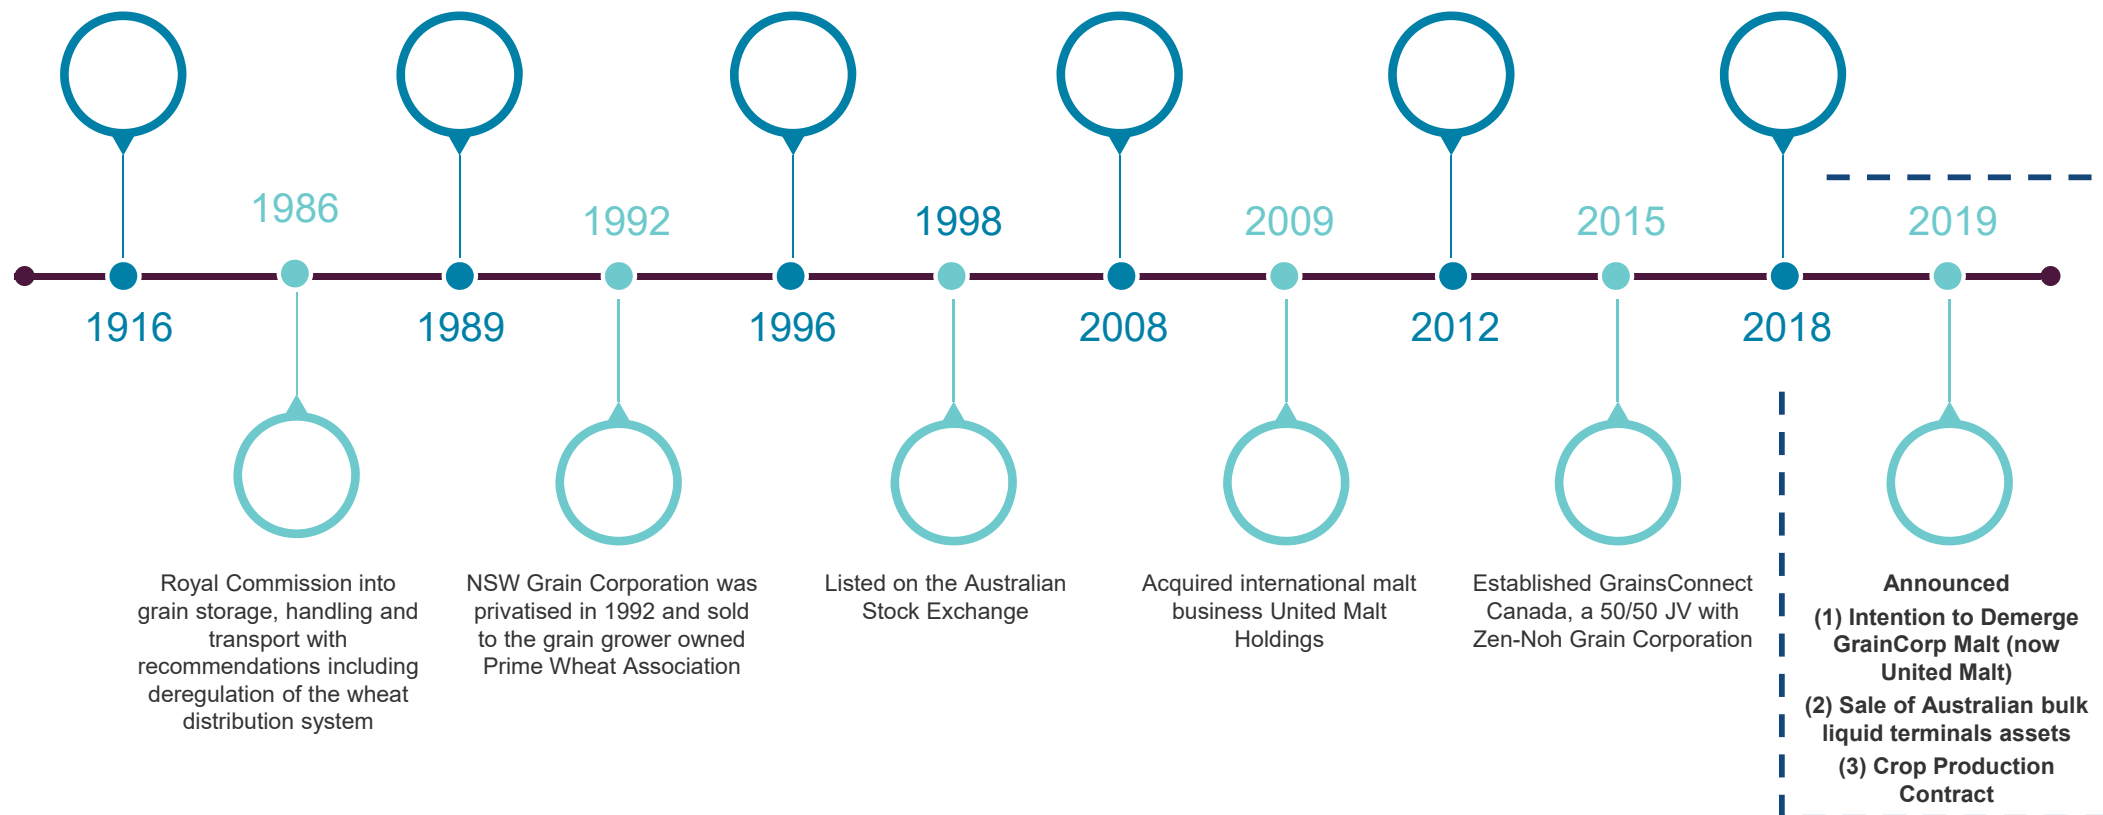 1986
1992
1998
2009
2015
2019
1916
1989
1996
2008
2012
2018
Royal Commission into
grain storage, handling and
transport with
recommendations including
deregulation of the wheat
distribution system
NSW Grain Corporation was
privatised in 1992 and sold
to the grain grower owned
Prime Wheat Association
Listed on the Australian
Stock Exchange
Acquired international malt
business United Malt
Holdings
Established GrainsConnect
Canada, a 50/50 JV with
Zen-Noh Grain Corporation
Announced
(1) Intention to Demerge
GrainCorp Malt (now
United Malt)
(2) Sale of Australian bulk
liquid terminals assets
(3) Crop Production
Contract